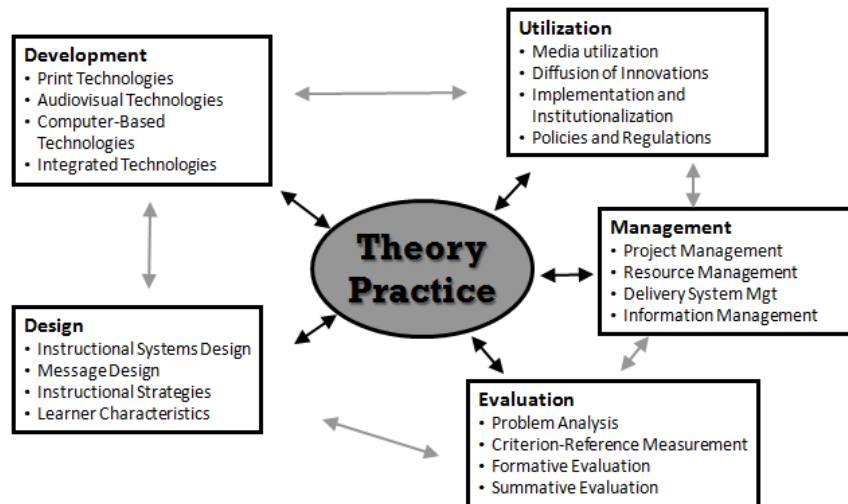 Development
• Print Technologies
• Audiovisual Technologies
• Computer-Based
Technologies
• Integrated Technologies
Utilization
• Media utilization
• Diffusion of Innovations
• Implementation and
Institutionalization
• Policies and Regulations
Theory
Practice
Management
• Project Management
• Resource Management
• Delivery System Mgt
• Information Management
Design
• Instructional Systems Design
• Message Design
• Instructional Strategies
• Learner Characteristics
Evaluation
• Problem Analysis
• Criterion-Reference Measurement
• Formative Evaluation
• Summative Evaluation